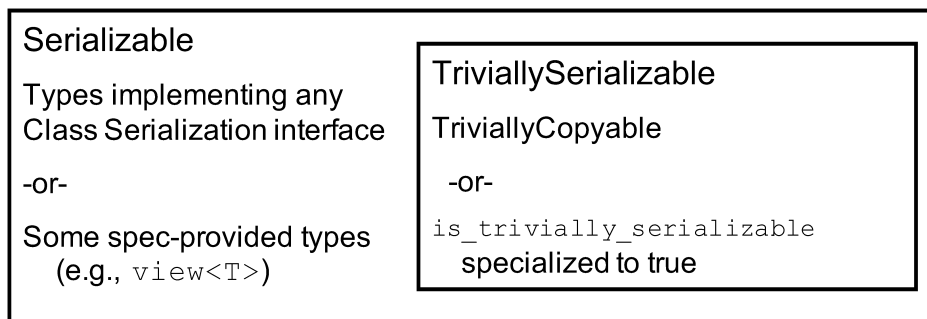 Serializable
Types implementing any
Class Serialization interface
-or-
Some spec-provided types
(e.g., view<T>)
TriviallySerializable
TriviallyCopyable
-or-
is_trivially_serializable
specialized to true